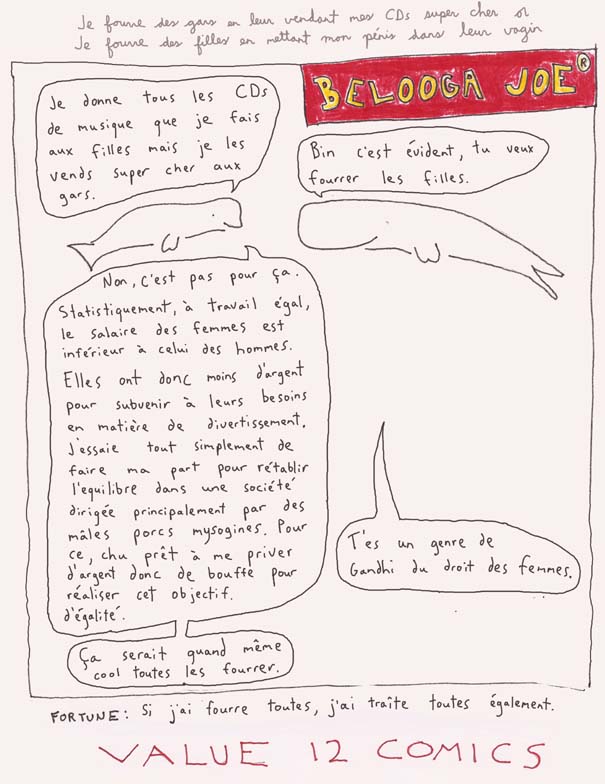 Je fourre des gars en leur vendant mes CDs super cher or
Je fourre des filles en mettant mon pénis dans leur vagin
BELOOGA JOE®
Je donne tous les CDs
de musique que je fais
aux filles mais je les
vends super cher aux
gars.
Bin c'est évident, tu veux
fourrer les filles.
Non, c'est pas pour ça.
Statistiquement, à travail égal,
le salaire des femmes est
inférieur à celui des hommes.
Elles ont donc moins d'argent
pour subvenir à leurs besoins
en matière de divertissement.
J'essaie tout simplement de
faire ma part pour rétablir
l'equilibre dans une société
dirigée principalement par des
mâles porcs mysogines. Pour
ce, chu prêt à me priver
d'argent donc de bouffe pour
réaliser cet objectif.
d'égalité.
T'es un genre de
Gandhi du droit des femmes.
Ça serait quand même
cool toutes les fourrer.
FORTUNE: Si j'ai fourre toutes, j'ai traîte toutes également.
VALUE 12 COMICS